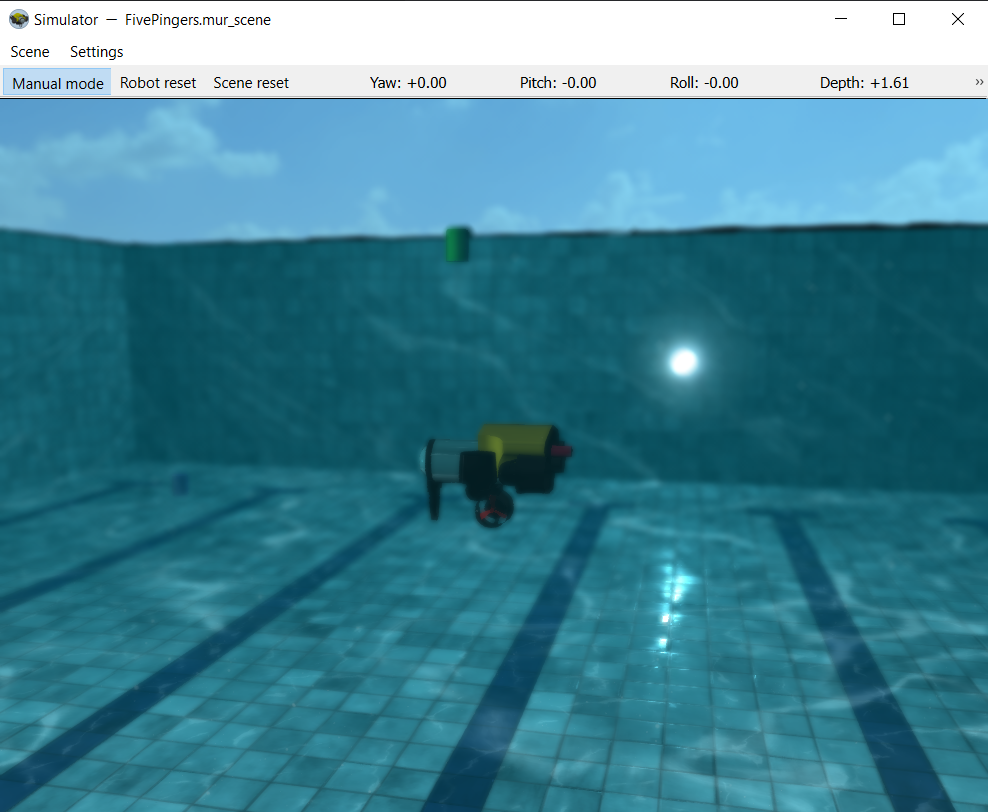 Simulator — FivePingers.mur_scene
Scene Settings
Manual mode Robot reset Scene reset Yaw: +0.00 Pitch: -0.00 Roll: -0.00 Depth: +1.61 »